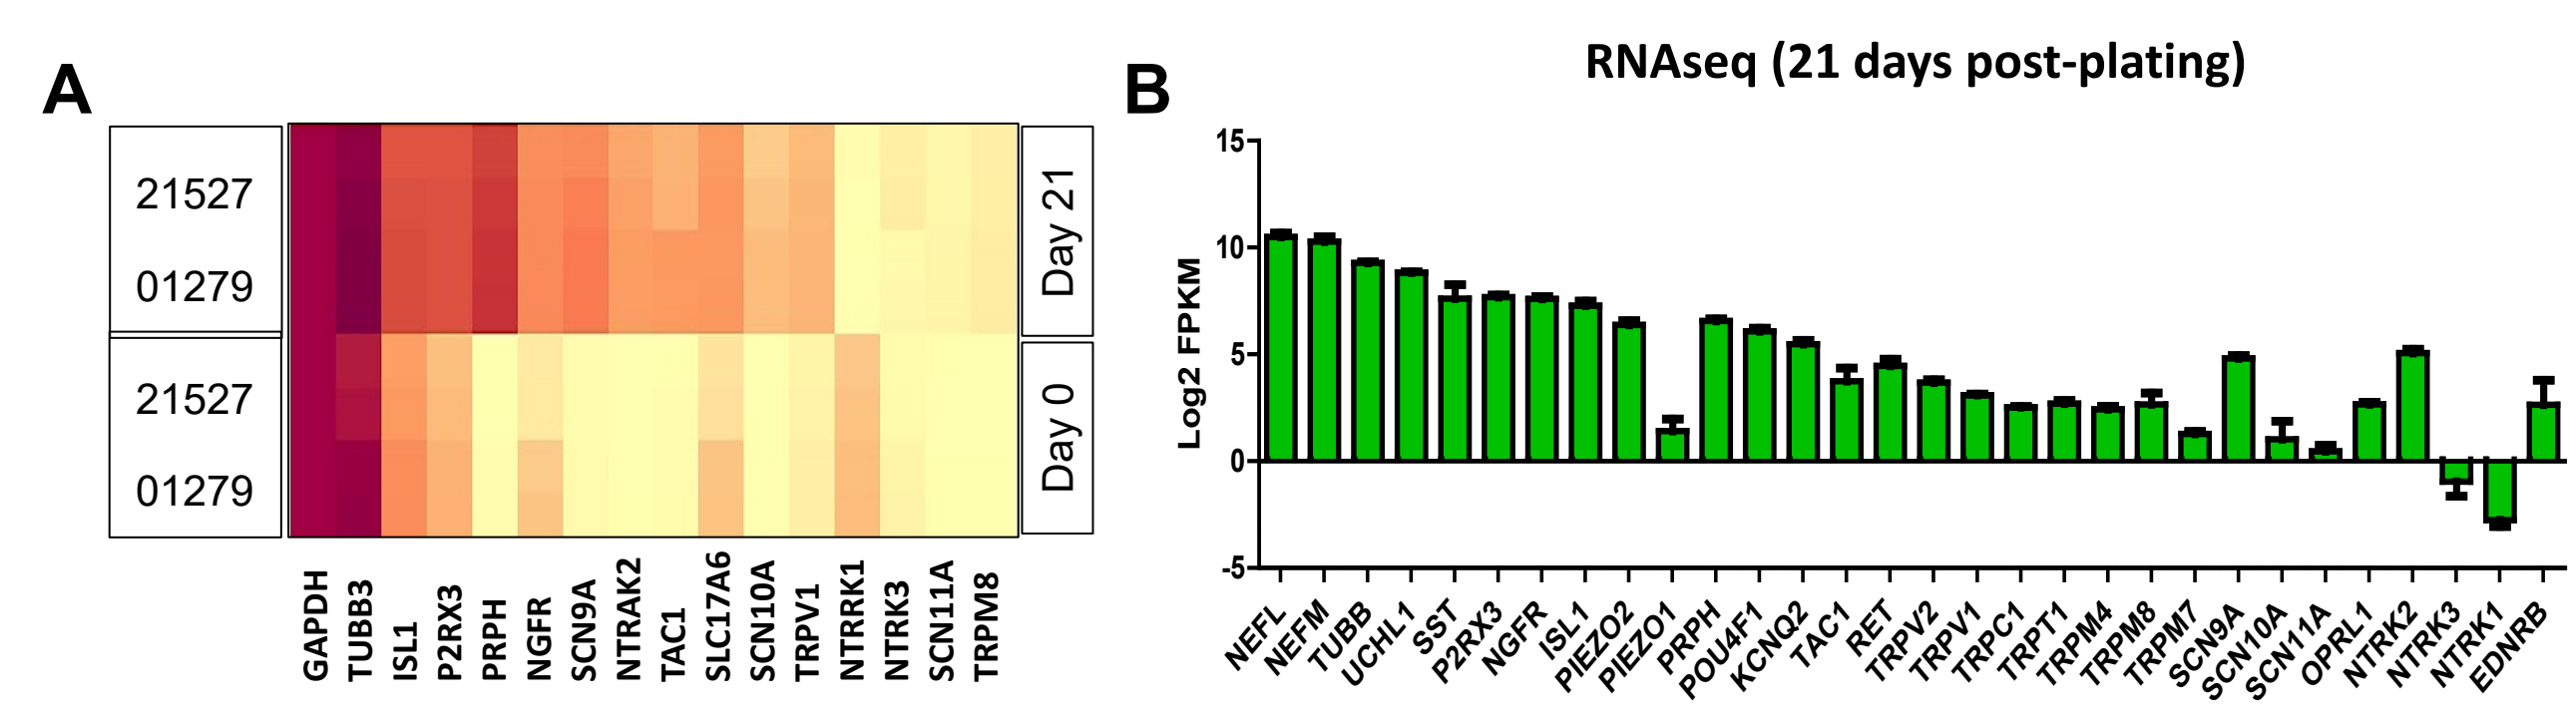 A
21527
01279
21527
01279
Day 21
Day 0
GAPDH
TUBB3
ISL1
P2RX3
PRPH
NGFR
SCN9A
NTRAK2
TAC1
SLC17A6
SCN10A
TRPV1
NTRRK1
NTRK3
SCN11A
TRPM8
B
RNAseq (21 days post-plating)
Log2 FPKM
15
10
5
0
-5
NEFL
NEFM
TUBB
UCHL1
SST
P2RX3
NGFR
ISL1
PIEZO2
PIEZO1
PRPH
POU4F1
KCNQ2
TAC1
RET
TRPV2
TRPV1
TRPC1
TRPT1
TRPM4
TRPM8
TRPM7
SCN9A
SCN10A
SCN11A
OPRL1
NTRK2
NTRK3
NTRK1
EDNRB